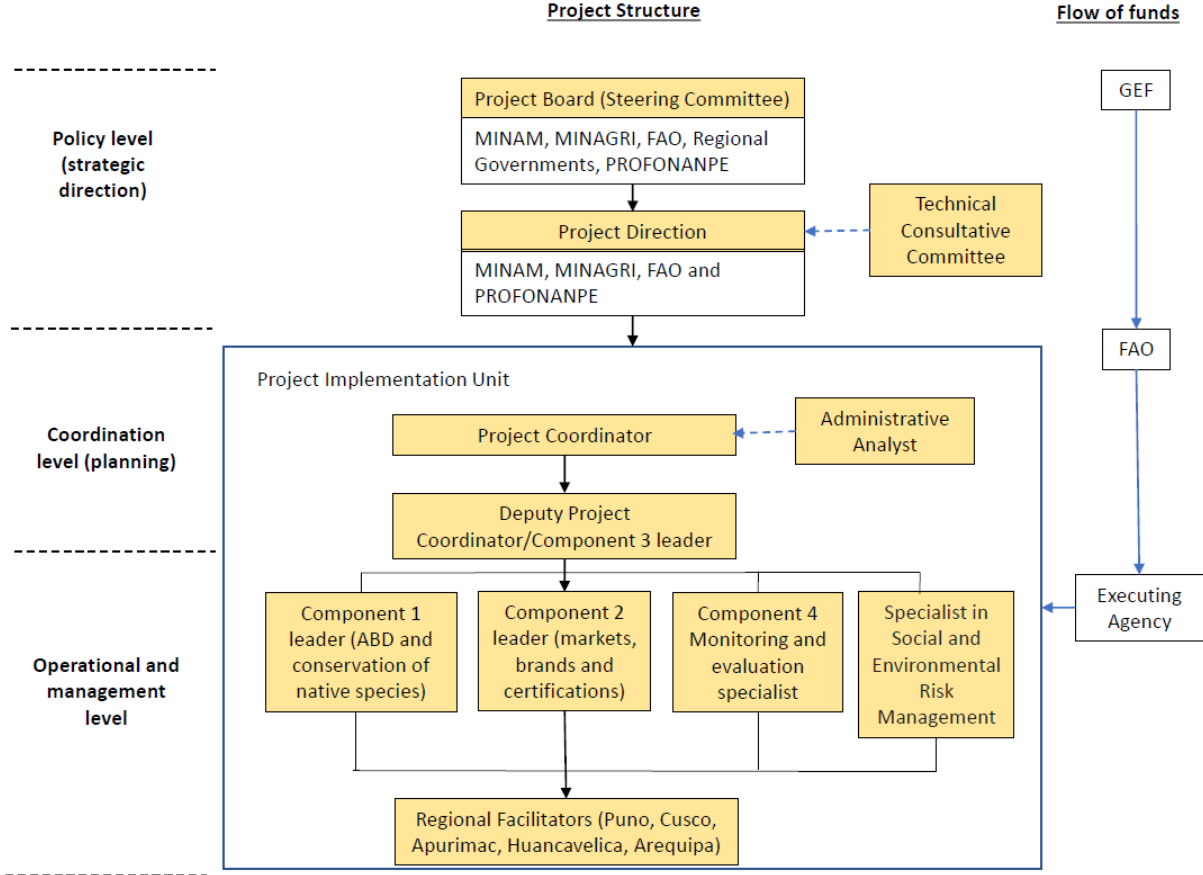 Project Structure
Flow of funds
Policy level
(strategic
direction)
Project Board (Steering Committee)
MINAM, MINAGRI, FAO, Regional
Governments, PROFONANPE
GEF
Project Direction
MINAM, MINAGRI, FAO and
PROFONANPE
Technical
Consultative
Committee
FAO
Project Implementation Unit
Coordination
level (planning)
Project Coordinator
Administrative
Analyst
Deputy Project
Coordinator/Component 3 leader
Operational and
management
level
Component 1
leader (ABD and
conservation of
native species)
Component 2
leader (markets,
brands and
certifications)
Component 4
Monitoring and
evaluation
specialist
Specialist in
Social and
Environmental
Risk
Management
Executing
Agency
Regional Facilitators (Puno, Cusco,
Apurimac, Huancavelica, Arequipa)